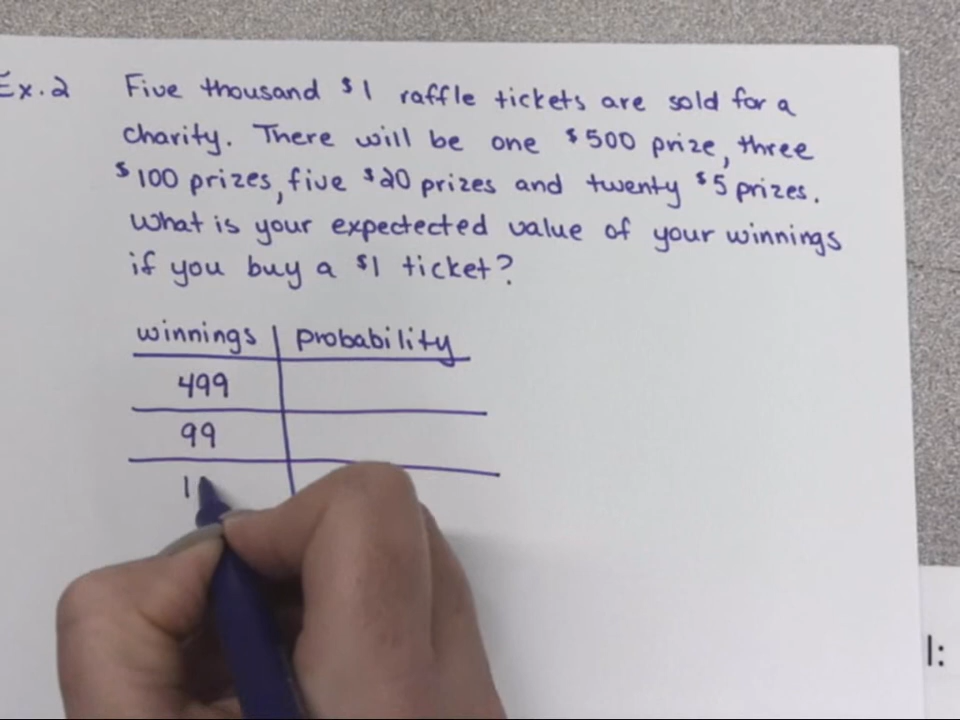 Ex.2 Five thousand $1 raffle tickets are sold for a
charity. There will be one $500 prize, three
$100 prizes, five $20 prizes and twenty $5 prizes.
What is your expectected value of your winnings
if you buy a $1 ticket?
winnings probability
499
99
1